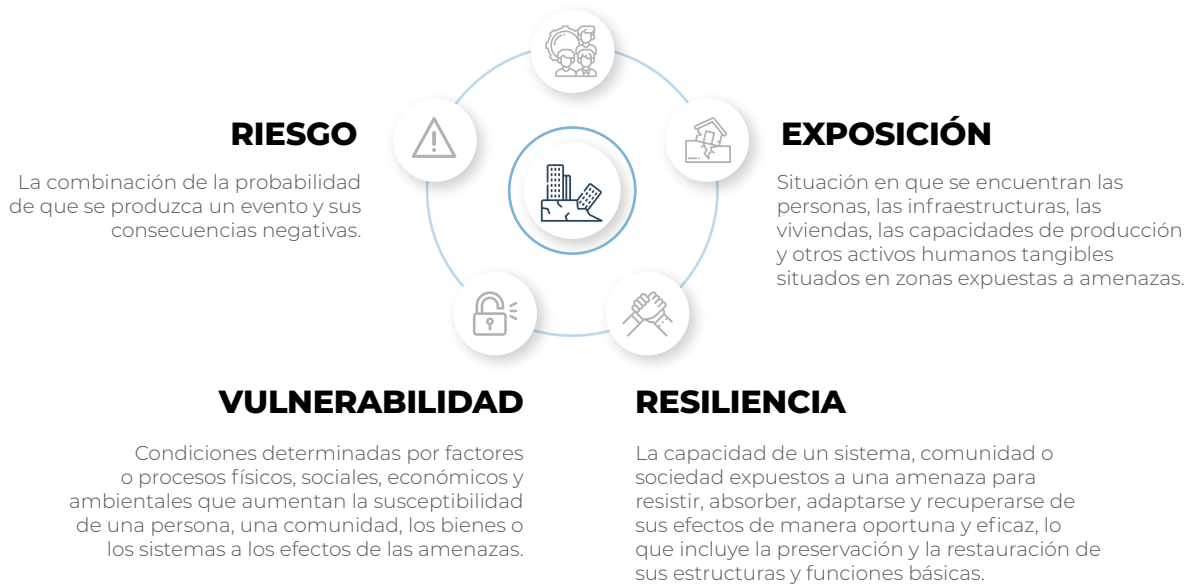 RIESGO
La combinación de la probabilidad
de que se produzca un evento y sus
consecuencias negativas.
EXPOSICIÓN
Situación en que se encuentran las
personas, las infraestructuras, las
viviendas, las capacidades de producción
y otros activos humanos tangibles
situados en zonas expuestas a amenazas.
VULNERABILIDAD
Condiciones determinadas por factores
o procesos físicos, sociales, económicos y
ambientales que aumentan la susceptibilidad
de una persona, una comunidad, los bienes o
los sistemas a los efectos de las amenazas.
RESILIENCIA
La capacidad de un sistema, comunidad o
sociedad expuestos a una amenaza para
resistir, absorber, adaptarse y recuperarse de
sus efectos de manera oportuna y eficaz, lo
que incluye la preservación y la restauración de
sus estructuras y funciones básicas.